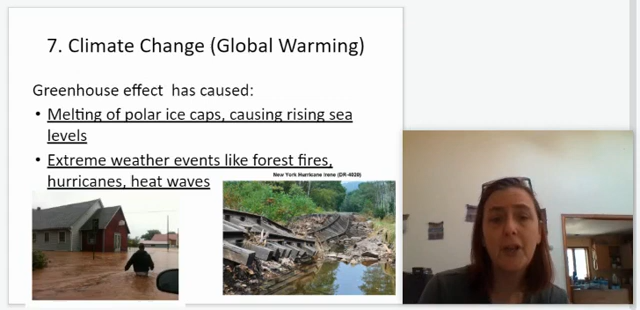 7. Climate Change (Global Warming)
Greenhouse effect has caused:
• Melting of polar ice caps, causing rising sea
levels
• Extreme weather events like forest fires,
hurricanes, heat waves
New York Hurricane Irene (DR-4020)